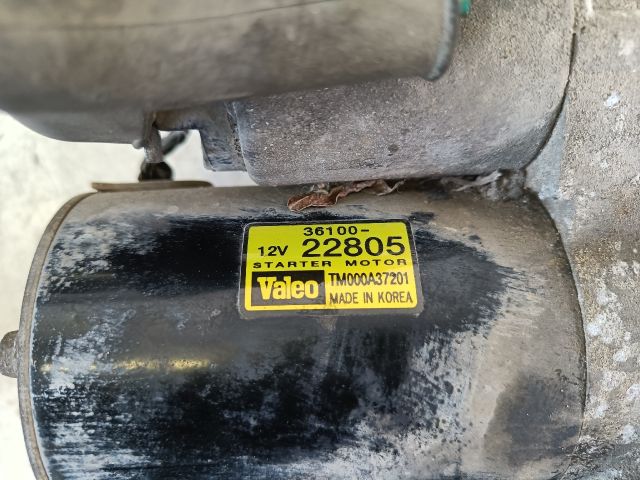 36100-
12V 22805
STARTER MOTOR
Valeo TM000A37201
MADE IN KOREA